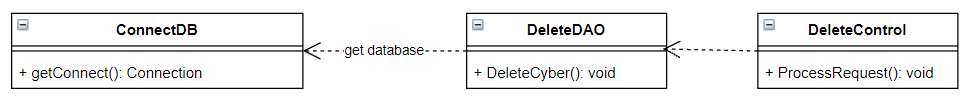 ConnectDB
+ getConnect(): Connection
get database
DeleteDAO
+ DeleteCyber(): void
DeleteControl
+ ProcessRequest(): void